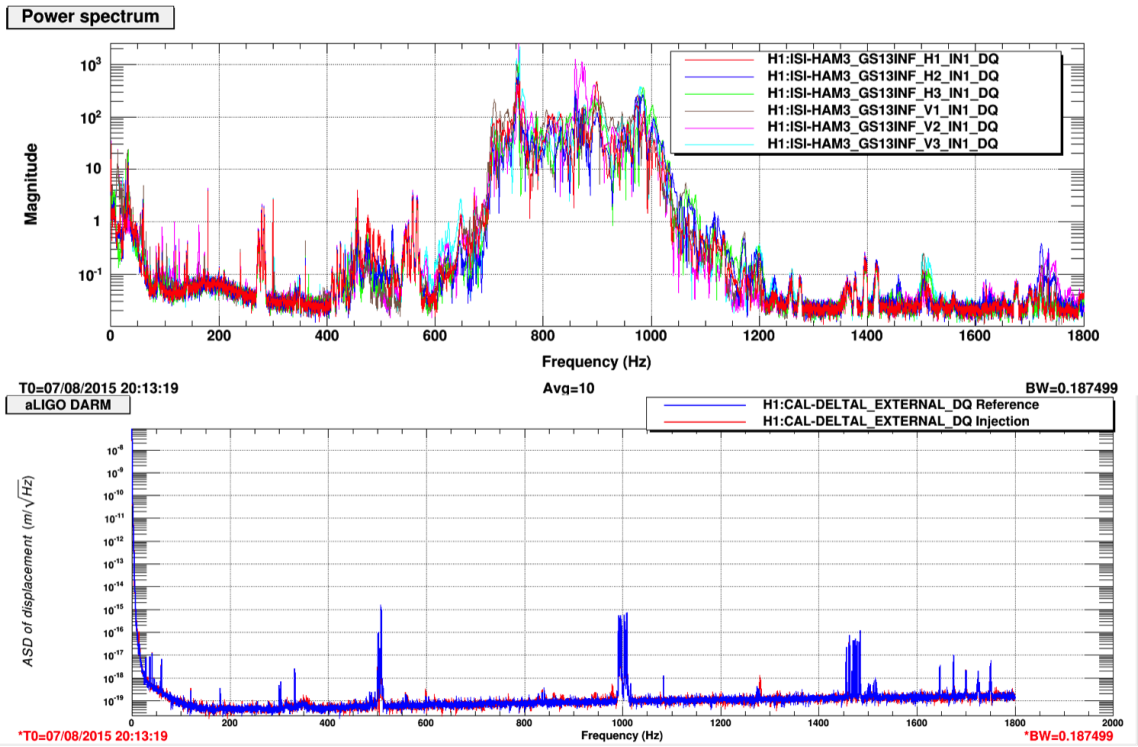 Power spectrum
H1:ISI-HAM3_GS13INF_H1_IN1_DQ
H1:ISI-HAM3_GS13INF_H2_IN1_DQ
H1:ISI-HAM3_GS13INF_H3_IN1_DQ
H1:ISI-HAM3_GS13INF_V1_IN1_DQ
H1:ISI-HAM3_GS13INF_V2_IN1_DQ
H1:ISI-HAM3_GS13INF_V3_IN1_DQ
Magnitude
10³
10²
10
1
10⁻¹
0 200 400 600 800 1000 1200 1400 1600 1800
Frequency (Hz)
T0=07/08/2015 20:13:19 Avg=10 BW=0.187499
aLIGO DARM
H1:CAL-DELTAL_EXTERNAL_DQ Reference
H1:CAL-DELTAL_EXTERNAL_DQ Injection
ASD of displacement (m/√Hz)
10⁻⁸
10⁻⁹
10⁻¹⁰
10⁻¹¹
10⁻¹²
10⁻¹³
10⁻¹⁴
10⁻¹⁵
10⁻¹⁶
10⁻¹⁷
10⁻¹⁸
10⁻¹⁹
0 200 400 600 800 1000 1200 1400 1600 1800 2000
Frequency (Hz)
*T0=07/08/2015 20:13:19 *BW=0.187499